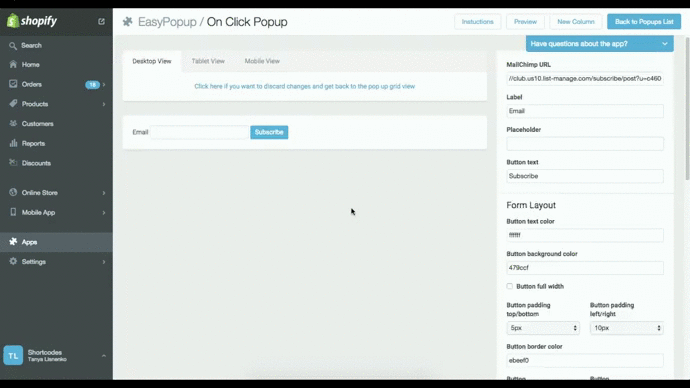 shopify
EasyPopup / On Click Popup
Instuctions
Preview
New Column
Back to Popups List
Have questions about the app?
Search
Home
Orders
18
Products
Customers
Reports
Discounts
Online Store
Mobile App
Apps
Settings
TL
Shortcodes
Tanya Lisnenko
Desktop View
Tablet View
Mobile View
Click here if you want to discard changes and get back to the pop up grid view
Email
Subscribe
MailChimp URL
//club.us10.list-manage.com/subscribe/post?u=c460
Label
Email
Placeholder
Button text
Subscribe
Form Layout
Button text color
ffffff
Button background color
479ccf
Button full width
Button padding top/bottom
5px
Button padding left/right
10px
Button border color
ebeef0